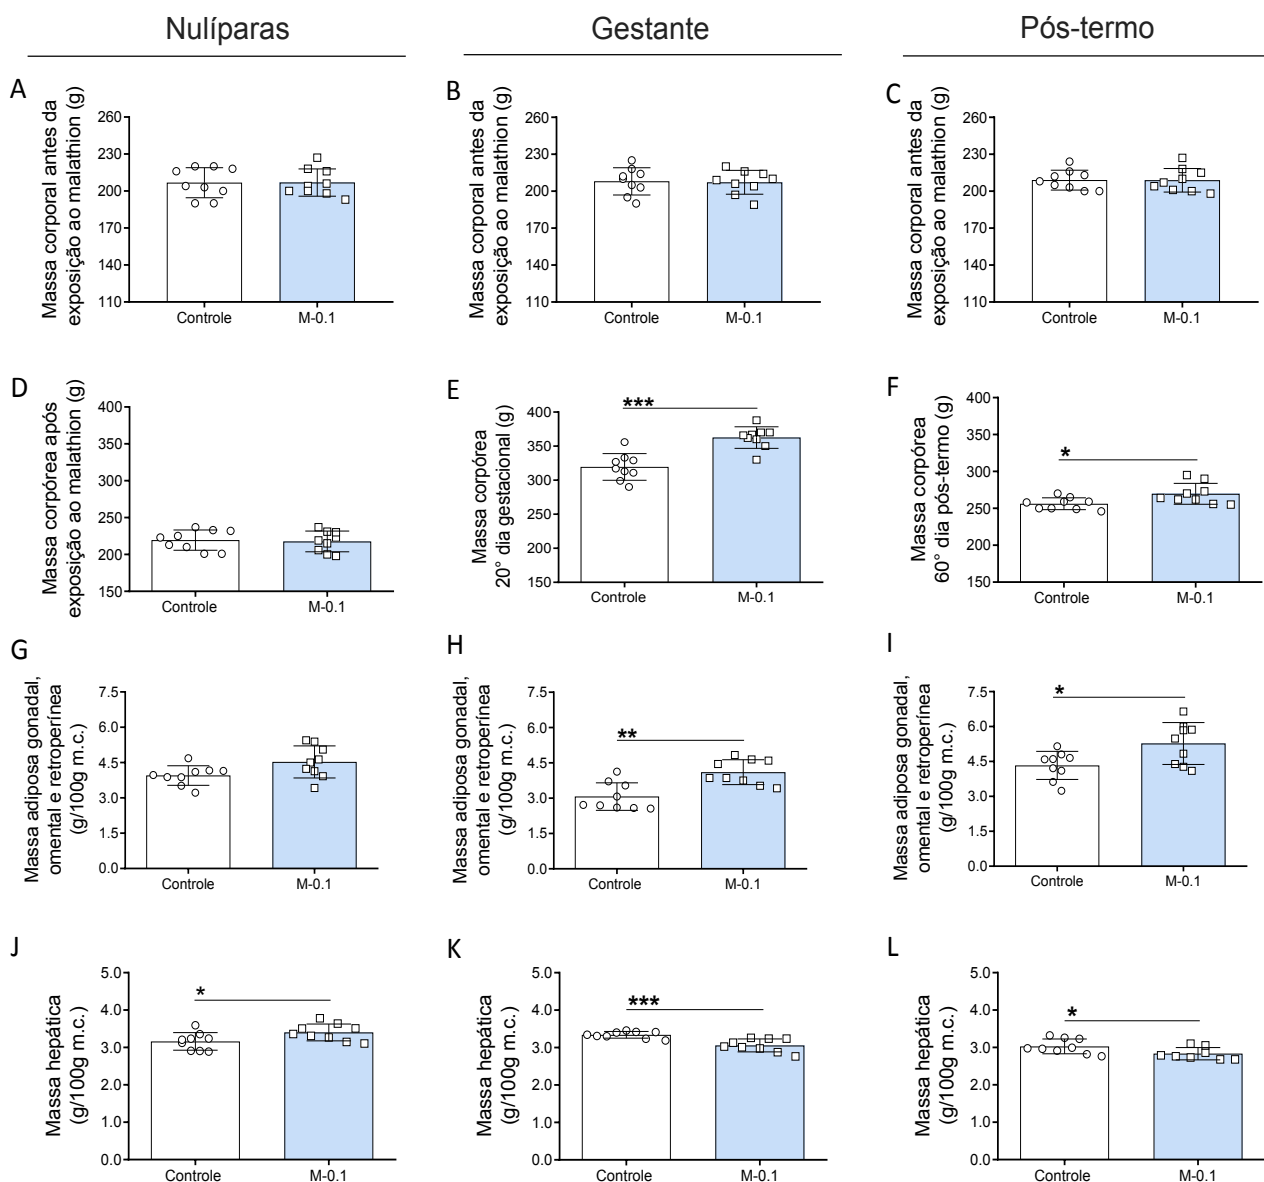 Nulíparas
Gestante
Pós-termo
A
Massa corporal antes da
exposição ao malathion (g)
260
230
200
170
140
110
Controle
M-0.1
B
Massa corporal antes da
exposição ao malathion (g)
260
230
200
170
140
110
Controle
M-0.1
C
Massa corporal antes da
exposição ao malathion (g)
260
230
200
170
140
110
Controle
M-0.1
D
Massa corpórea após
exposição ao malathion (g)
400
350
300
250
200
150
Controle
M-0.1
E
Massa corpórea
20° dia gestacional (g)
400
350
300
250
200
150
***
Controle
M-0.1
F
Massa corpórea
60° dia pós-termo (g)
400
350
300
250
200
150
*
Controle
M-0.1
G
Massa adiposa gonadal,
omental e retroperínea
(g/100g m.c.)
7.5
6.0
4.5
3.0
1.5
0.0
Controle
M-0.1
H
Massa adiposa gonadal,
omental e retroperínea
(g/100g m.c.)
7.5
6.0
4.5
3.0
1.5
0.0
**
Controle
M-0.1
I
Massa adiposa gonadal,
omental e retroperínea
(g/100g m.c.)
7.5
6.0
4.5
3.0
1.5
0.0
*
Controle
M-0.1
J
Massa hepática
(g/100g m.c.)
5.0
4.0
3.0
2.0
1.0
0.0
*
Controle
M-0.1
K
Massa hepática
(g/100g m.c.)
5.0
4.0
3.0
2.0
1.0
0.0
***
Controle
M-0.1
L
Massa hepática
(g/100g m.c.)
5.0
4.0
3.0
2.0
1.0
0.0
*
Controle
M-0.1